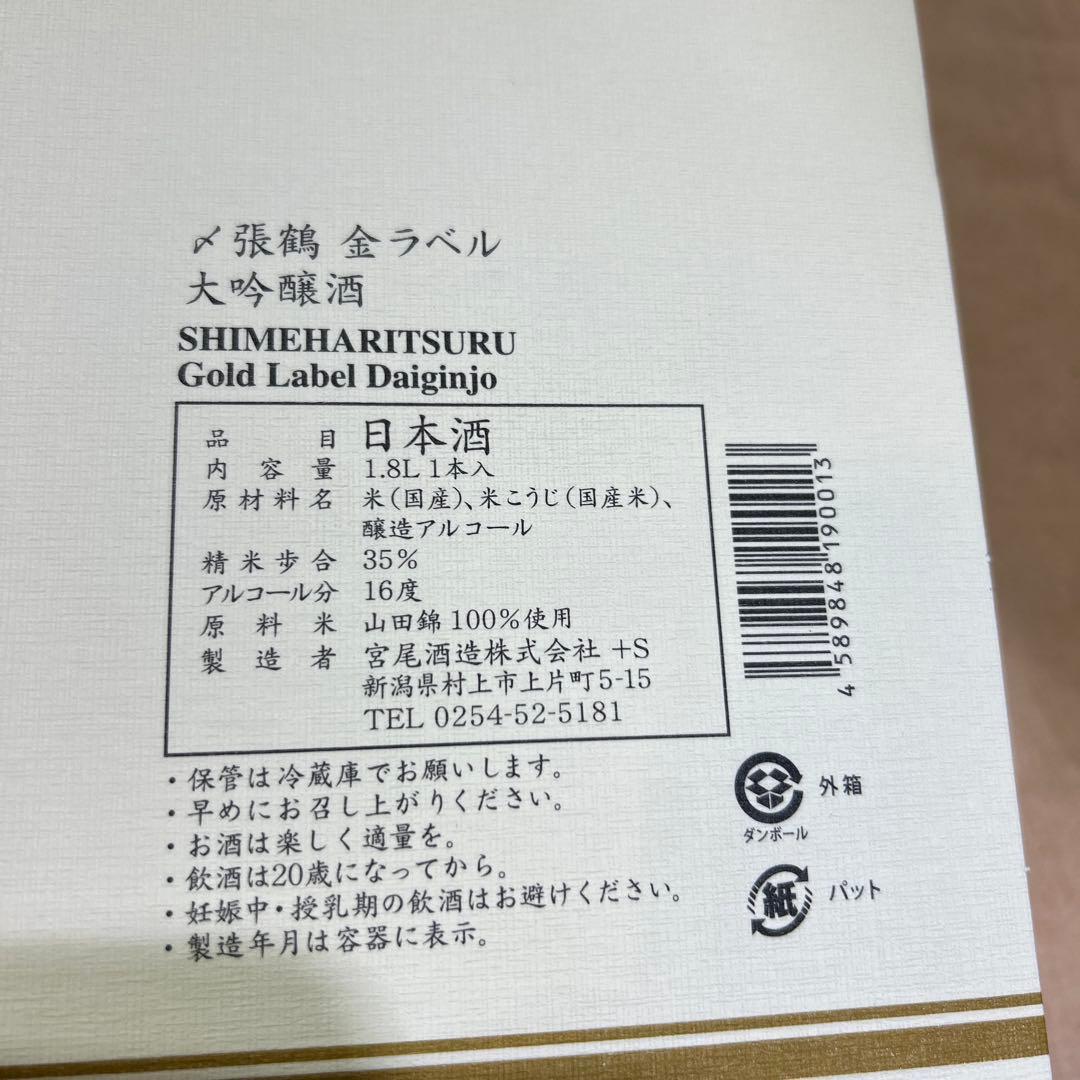 〆張鶴 金ラベル
大吟醸酒
SHIMEHARITSURU
Gold Label Daiginjo
品目 日本酒
内容量 1.8L 1本入
原材料名 米(国産)、米こうじ(国産米)、
醸造アルコール
精米歩合 35%
アルコール分 16度
原料米 山田錦100%使用
製造者 宮尾酒造株式会社 +S
新潟県村上市上片町5-15
TEL 0254-52-5181
4589848190013
・保管は冷蔵庫でお願いします。
・早めにお召し上がりください。
・お酒は楽しく適量を。
・飲酒は20歳になってから。
・妊娠中・授乳期の飲酒はお避けください。
・製造年月は容器に表示。
外箱
ダンボール
紙 パット